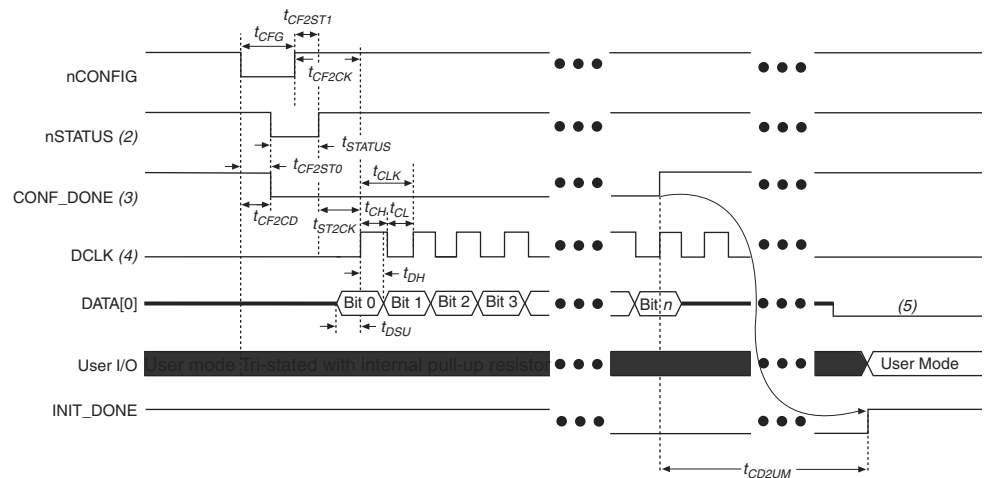 tCF2ST1
tCFG
nCONFIG
tCF2CK
nSTATUS (2)
tSTATUS
tCF2ST0
tCLK
CONF_DONE (3)
tCH tCL
tCF2CD
tST2CK
DCLK (4)
tDH
DATA[0] Bit 0 Bit 1 Bit 2 Bit 3 Bit n (5)
tDSU
User I/O User mode Tri-stated with internal pull-up resistor User Mode
INIT_DONE
tCD2UM